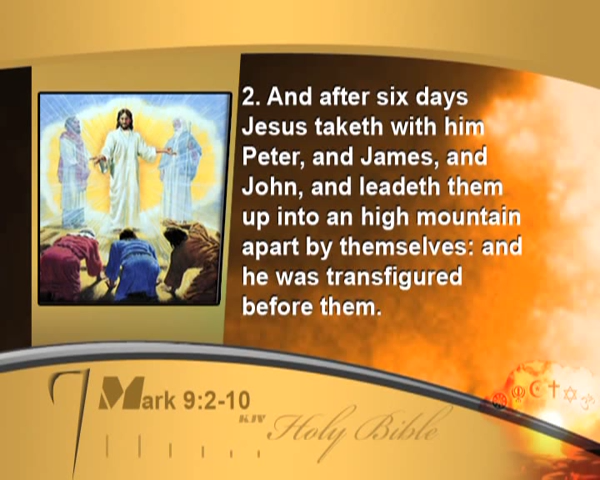 2. And after six days
Jesus taketh with him
Peter, and James, and
John, and leadeth them
up into an high mountain
apart by themselves: and
he was transfigured
before them.
Mark 9:2-10
KJV Holy Bible